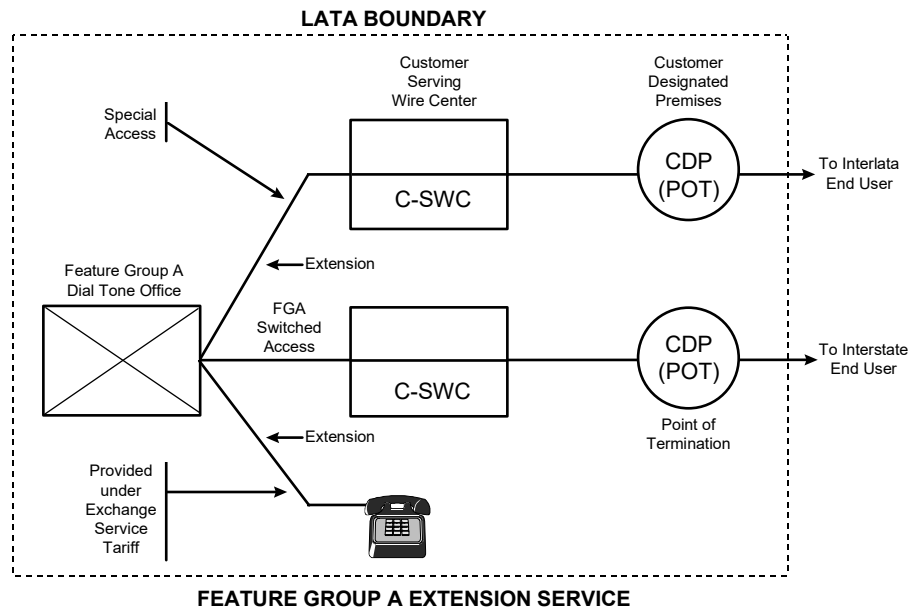 LATA BOUNDARY
Customer
Serving
Wire Center
Customer
Designated
Premises
Special
Access
CDP
(POT)
To Interlata
End User
C-SWC
Extension
Feature Group A
Dial Tone Office
FGA
Switched
Access
CDP
(POT)
To Interstate
End User
C-SWC
Point of
Termination
Extension
Provided
under
Exchange
Service
Tariff
FEATURE GROUP A EXTENSION SERVICE